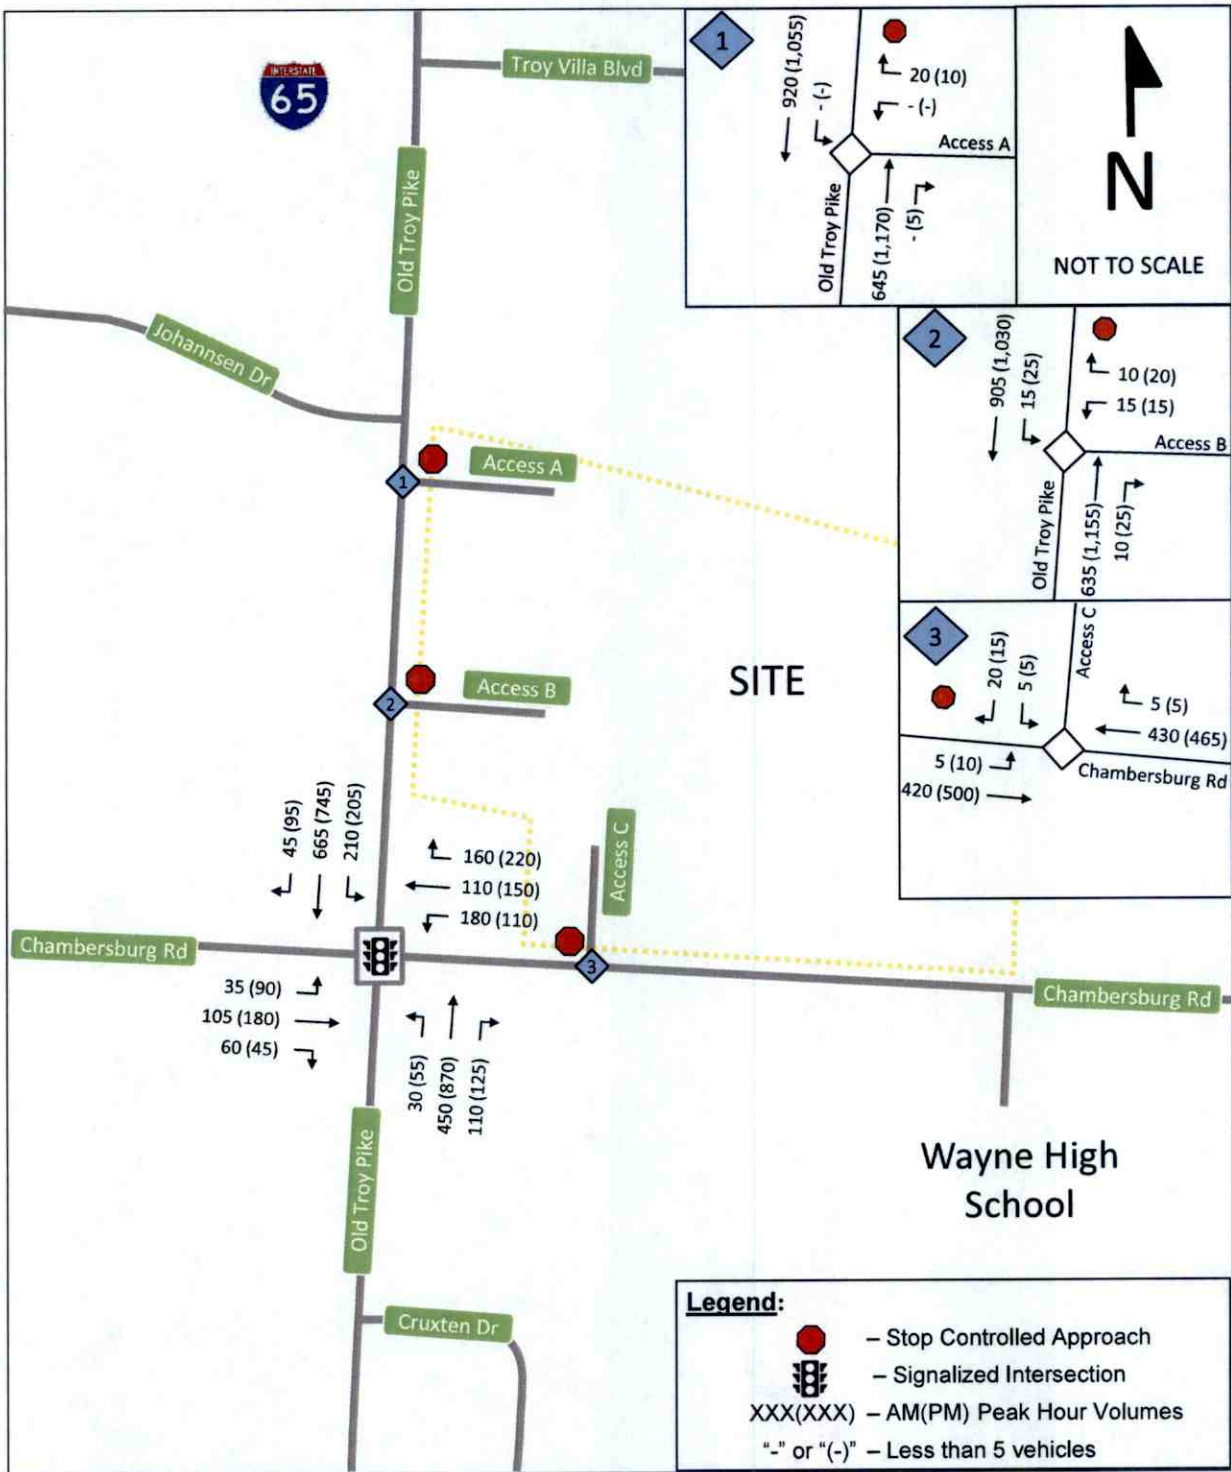 INTERSTATE
65
Troy Villa Blvd
Old Troy Pike
Johannsen Dr
1
920 (1,055)
- (-)
20 (10)
- (-)
Access A
Old Troy Pike
645 (1,170)
- (5)
N
NOT TO SCALE
2
905 (1,030)
15 (25)
10 (20)
15 (15)
Access B
Old Troy Pike
635 (1,155)
10 (25)
3
20 (15)
5 (5)
Access C
5 (5)
430 (465)
5 (10)
420 (500)
Chambersburg Rd
Access A
1
SITE
Access B
2
45 (95)
665 (745)
210 (205)
160 (220)
110 (150)
180 (110)
Access C
Chambersburg Rd
3
Chambersburg Rd
35 (90)
105 (180)
60 (45)
30 (55)
450 (870)
110 (125)
Old Troy Pike
Wayne High
School
Cruxten Dr
Legend:
– Stop Controlled Approach
– Signalized Intersection
XXX(XXX) – AM(PM) Peak Hour Volumes
"-" or "(-)" – Less than 5 vehicles